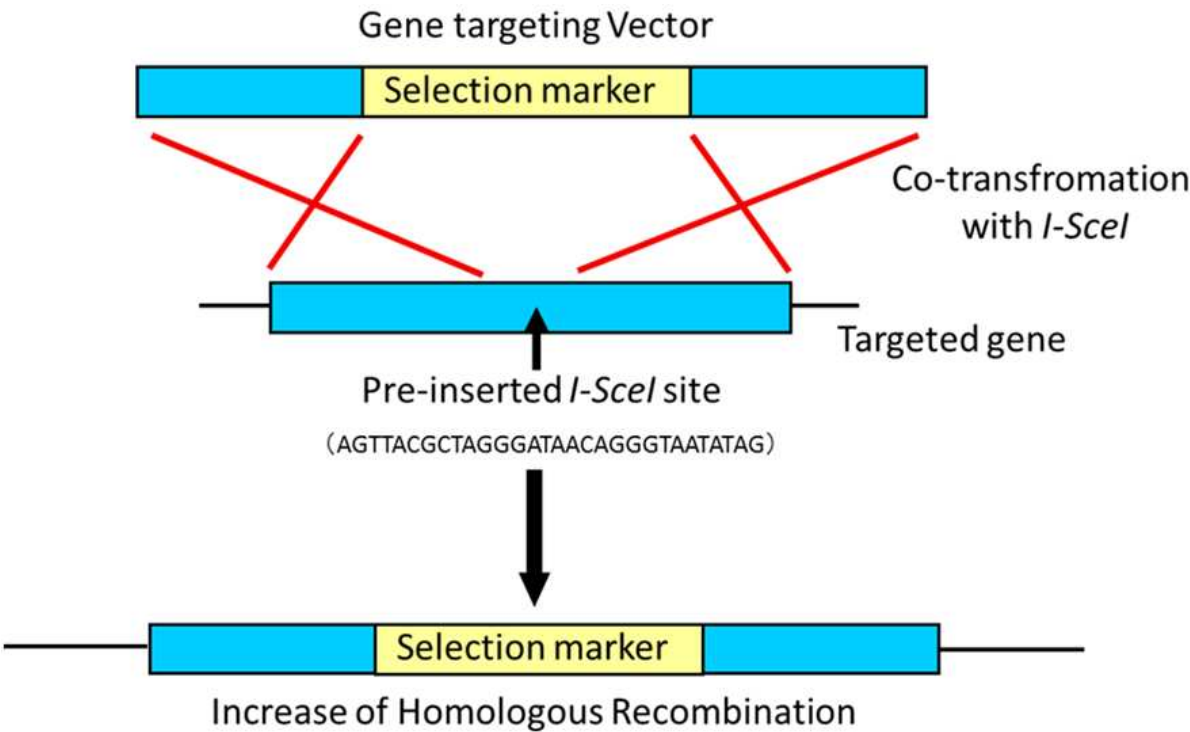 Gene targeting Vector
Selection marker
Co-transfromation
with I-SceI
Targeted gene
Pre-inserted I-SceI site
(AGTTACGCTAGGGATAACAGGGTAATATAG)
Selection marker
Increase of Homologous Recombination